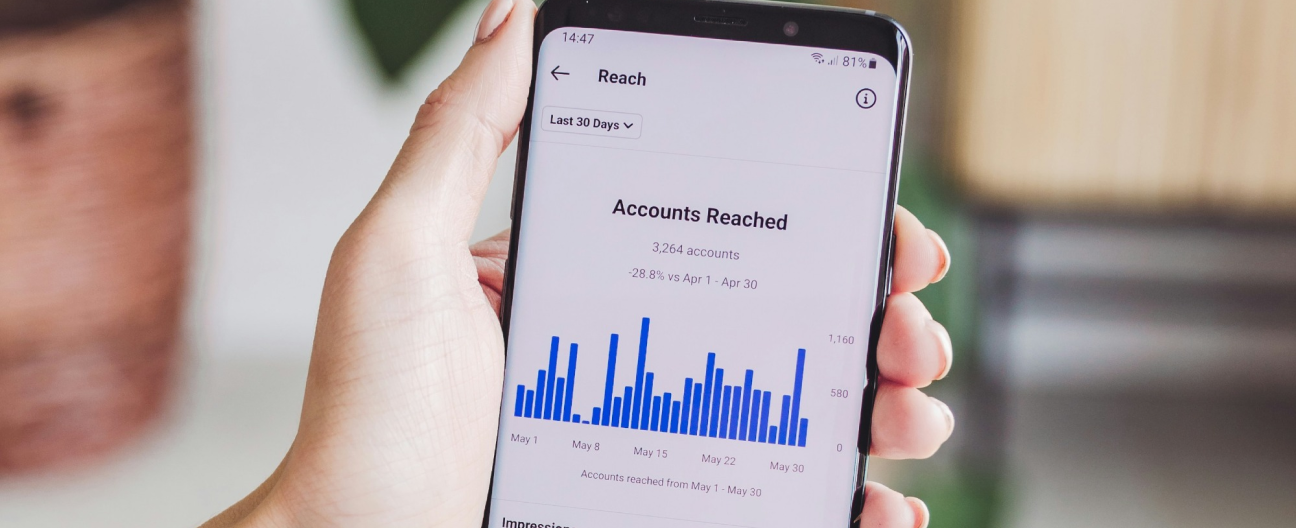 14:47
81%
Reach
Last 30 Days
Accounts Reached
3,264 accounts
-28.8% vs Apr 1 - Apr 30
1,160
580
0
May 1 May 8 May 15 May 22 May 30
Accounts reached from May 1 - May 30
Impression